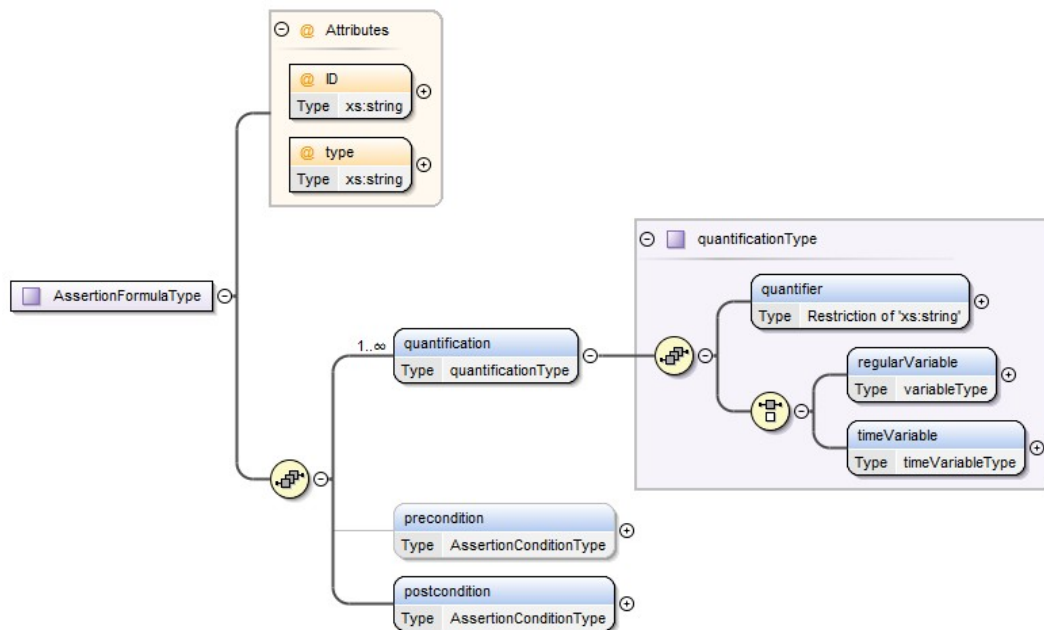 @ Attributes
@ ID
Type xs:string
@ type
Type xs:string
AssertionFormulaType
quantificationType
quantifier
Type Restriction of 'xs:string'
1..∞
quantification
Type quantificationType
regularVariable
Type variableType
timeVariable
Type timeVariableType
precondition
Type AssertionConditionType
postcondition
Type AssertionConditionType